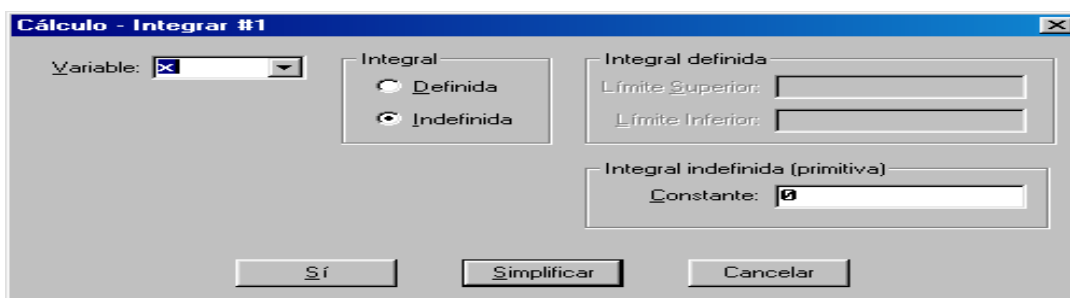 Cálculo - Integrar #1
Variable: x
Integral
Definida
Indefinida
Integral definida
Límite Superior:
Límite Inferior:
Integral indefinida (primitiva)
Constante: 0
Sí
Simplificar
Cancelar